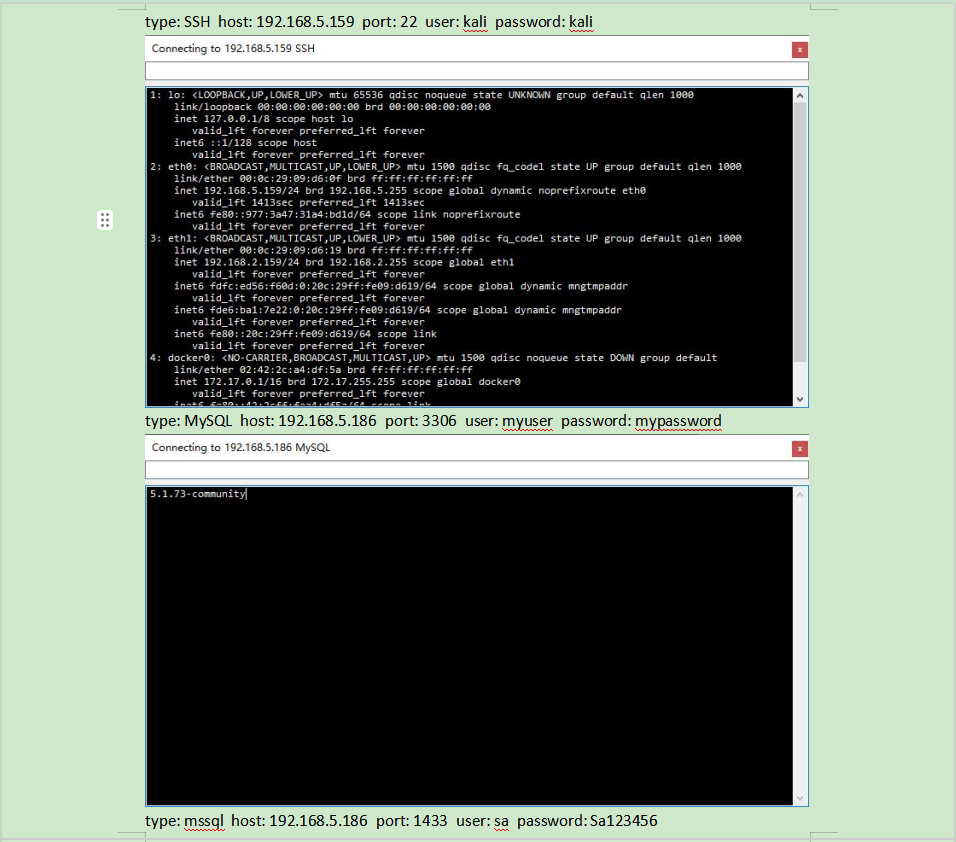 type: SSH host: 192.168.5.159 port: 22 user: kali password: kali
Connecting to 192.168.5.159 SSH
x
1: lo: <LOOPBACK,UP,LOWER_UP> mtu 65536 qdisc noqueue state UNKNOWN group default qlen 1000
link/loopback 00:00:00:00:00:00 brd 00:00:00:00:00:00
inet 127.0.0.1/8 scope host lo
valid_lft forever preferred_lft forever
inet6 ::1/128 scope host
valid_lft forever preferred_lft forever
2: eth0: <BROADCAST,MULTICAST,UP,LOWER_UP> mtu 1500 qdisc fq_codel state UP group default qlen 1000
link/ether 00:0c:29:09:d6:0f brd ff:ff:ff:ff:ff:ff
inet 192.168.5.159/24 brd 192.168.5.255 scope global dynamic noprefixroute eth0
valid_lft 1413sec preferred_lft 1413sec
inet6 fe80::977:3a47:31a4:bd1d/64 scope link noprefixroute
valid_lft forever preferred_lft forever
3: eth1: <BROADCAST,MULTICAST,UP,LOWER_UP> mtu 1500 qdisc fq_codel state UP group default qlen 1000
link/ether 00:0c:29:09:d6:19 brd ff:ff:ff:ff:ff:ff
inet 192.168.2.159/24 brd 192.168.2.255 scope global eth1
valid_lft forever preferred_lft forever
inet6 fdfc:ed56:f60d:0:20c:29ff:fe09:d619/64 scope global dynamic mngtmpaddr
valid_lft forever preferred_lft forever
inet6 fde6:ba1:7e22:0:20c:29ff:fe09:d619/64 scope global dynamic mngtmpaddr
valid_lft forever preferred_lft forever
inet6 fe80::20c:29ff:fe09:d619/64 scope link
valid_lft forever preferred_lft forever
4: docker0: <NO-CARRIER,BROADCAST,MULTICAST,UP> mtu 1500 qdisc noqueue state DOWN group default
link/ether 02:42:2c:a4:df:5a brd ff:ff:ff:ff:ff:ff
inet 172.17.0.1/16 brd 172.17.255.255 scope global docker0
valid_lft forever preferred_lft forever
inet6 fe80::42:2cff:fea4:df5a/64 scope link
type: MySQL host: 192.168.5.186 port: 3306 user: myuser password: mypassword
Connecting to 192.168.5.186 MySQL
x
5.1.73-community
type: mssql host: 192.168.5.186 port: 1433 user: sa password: Sa123456